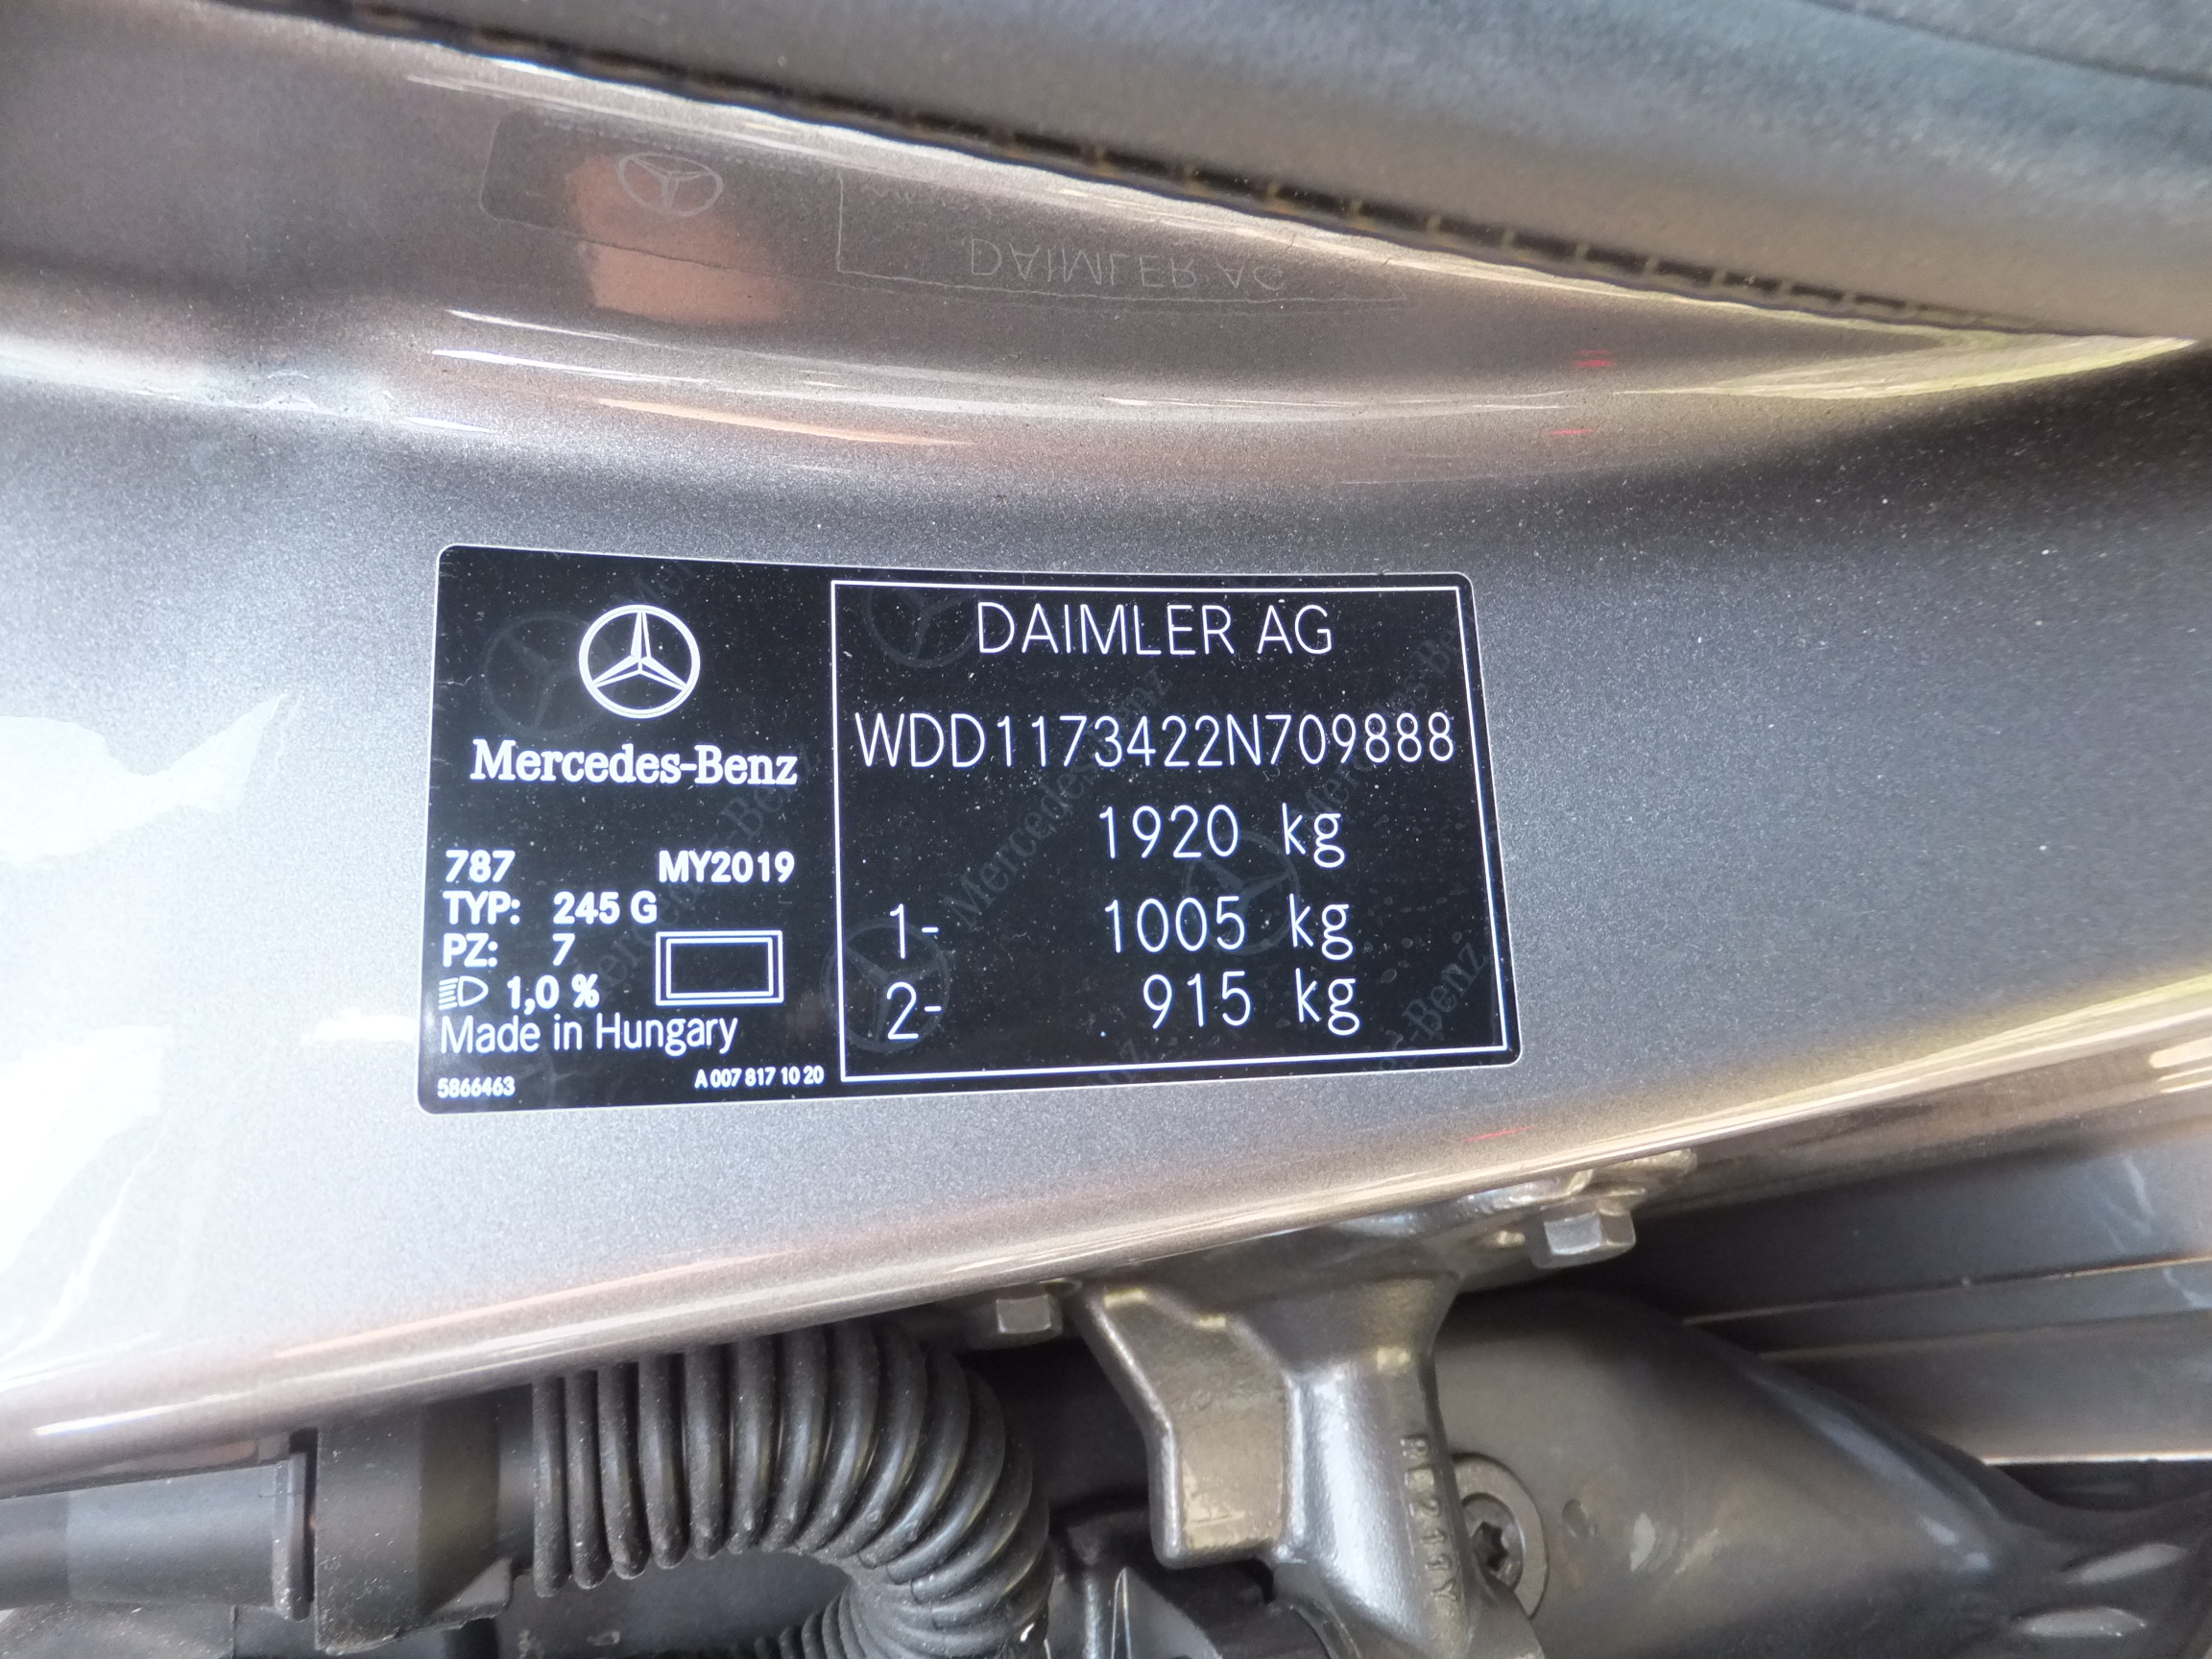 Mercedes-Benz
787 MY2019
TYP: 245 G
PZ: 7
1,0 %
Made in Hungary
5866463 A 007 817 10 20
DAIMLER AG
WDD1173422N709888
1920 kg
1- 1005 kg
2- 915 kg
DAIMLER AG